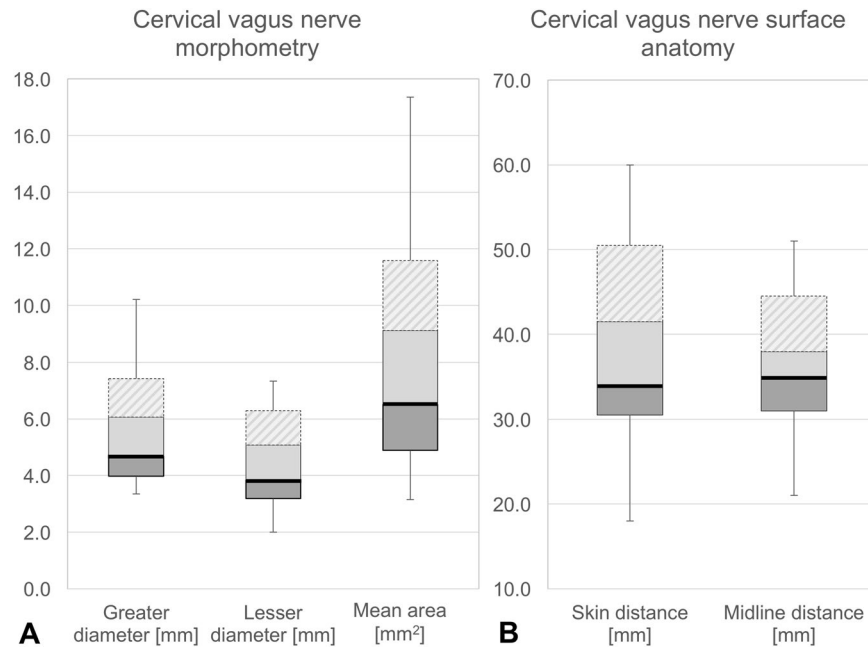 Cervical vagus nerve
morphometry
18.0
16.0
14.0
12.0
10.0
8.0
6.0
4.0
2.0
0.0
Greater
diameter [mm]
Lesser
diameter [mm]
Mean area
[mm²]
A
Cervical vagus nerve surface
anatomy
70.0
60.0
50.0
40.0
30.0
20.0
10.0
Skin distance
[mm]
Midline distance
[mm]
B